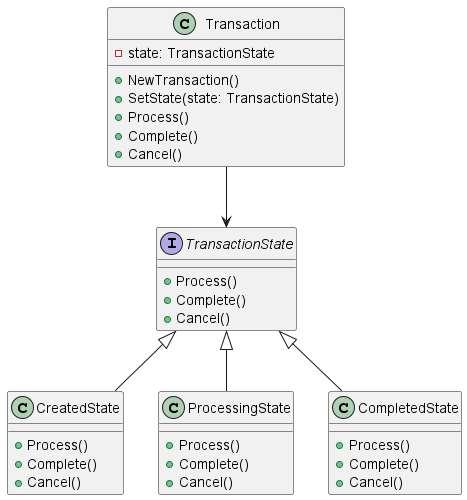 C Transaction
state: TransactionState
NewTransaction()
SetState(state: TransactionState)
Process()
Complete()
Cancel()
I TransactionState
Process()
Complete()
Cancel()
C CreatedState
Process()
Complete()
Cancel()
C ProcessingState
Process()
Complete()
Cancel()
C CompletedState
Process()
Complete()
Cancel()